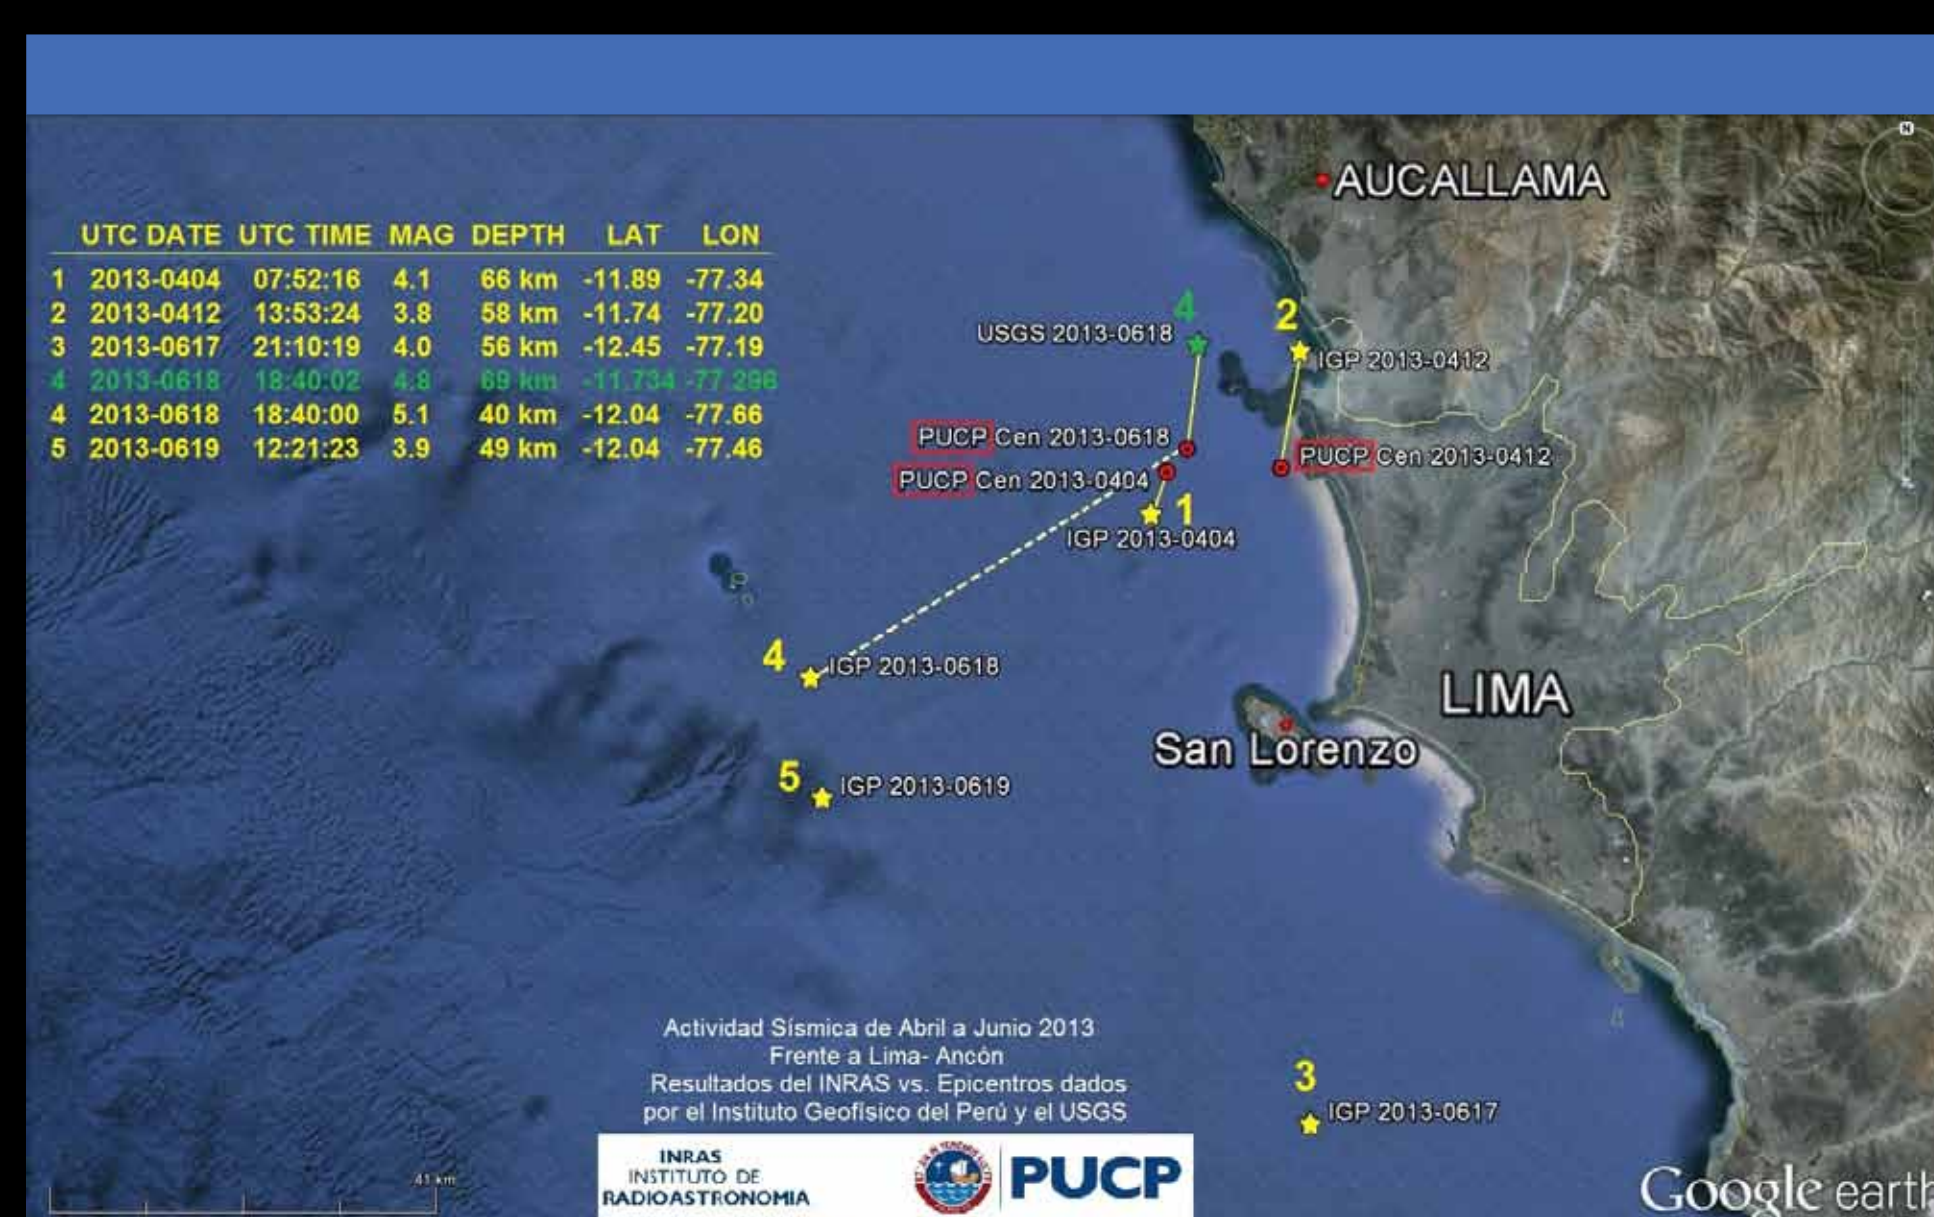 UTC DATE UTC TIME MAG DEPTH LAT LON
1 2013-0404 07:52:16 4.1 66 km -11.89 -77.34
2 2013-0412 13:53:24 3.8 58 km -11.74 -77.20
3 2013-0617 21:10:19 4.0 56 km -12.45 -77.19
4 2013-0618 18:40:02 4.8 69 km -11.734 -77.296
4 2013-0618 18:40:00 5.1 40 km -12.04 -77.66
5 2013-0619 12:21:23 3.9 49 km -12.04 -77.46
N
AUCALLAMA
4
USGS 2013-0618
2
IGP 2013-0412
PUCP Cen 2013-0618
PUCP Cen 2013-0412
PUCP Cen 2013-0404
1
IGP 2013-0404
4
IGP 2013-0618
LIMA
San Lorenzo
5
IGP 2013-0619
3
IGP 2013-0617
Actividad Sísmica de Abril a Junio 2013
Frente a Lima- Ancón
Resultados del INRAS vs. Epicentros dados
por el Instituto Geofísico del Perú y el USGS
INRAS
INSTITUTO DE
RADIOASTRONOMIA
PUCP
41 km
Google earth